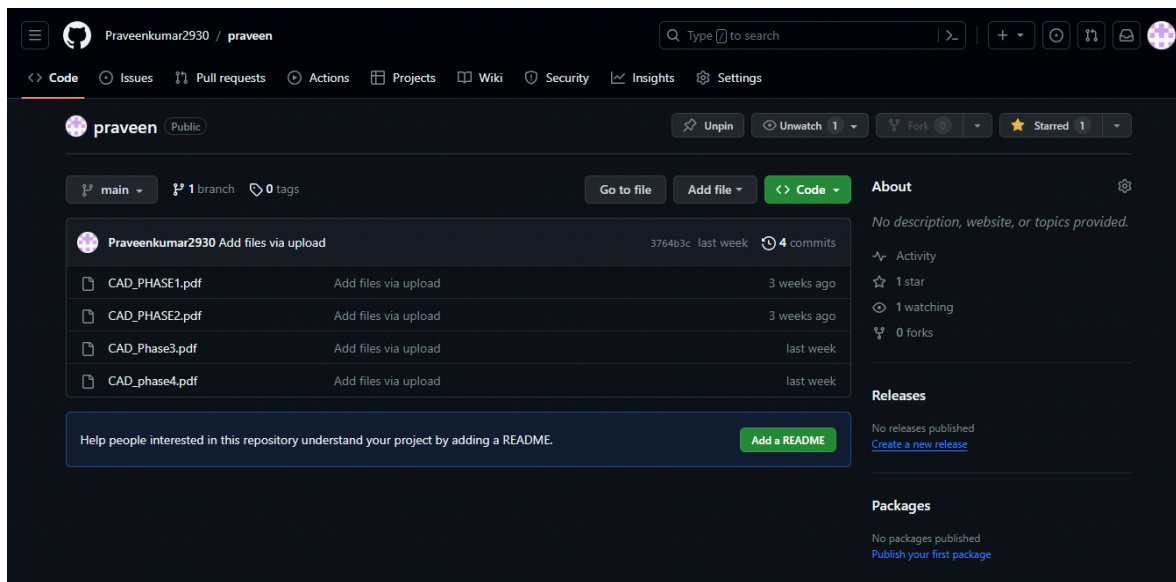 Praveenkumar2930 / praveen
Type / to search
Code Issues Pull requests Actions Projects Wiki Security Insights Settings
praveen Public
Unpin Unwatch 1 Fork 0 Starred 1
main 1 branch 0 tags Go to file Add file <> Code
Praveenkumar2930 Add files via upload 3764b3c last week 4 commits
CAD_PHASE1.pdf Add files via upload 3 weeks ago
CAD_PHASE2.pdf Add files via upload 3 weeks ago
CAD_Phase3.pdf Add files via upload last week
CAD_phase4.pdf Add files via upload last week
Help people interested in this repository understand your project by adding a README. Add a README
About
No description, website, or topics provided.
Activity
1 star
1 watching
0 forks
Releases
No releases published
Create a new release
Packages
No packages published
Publish your first package